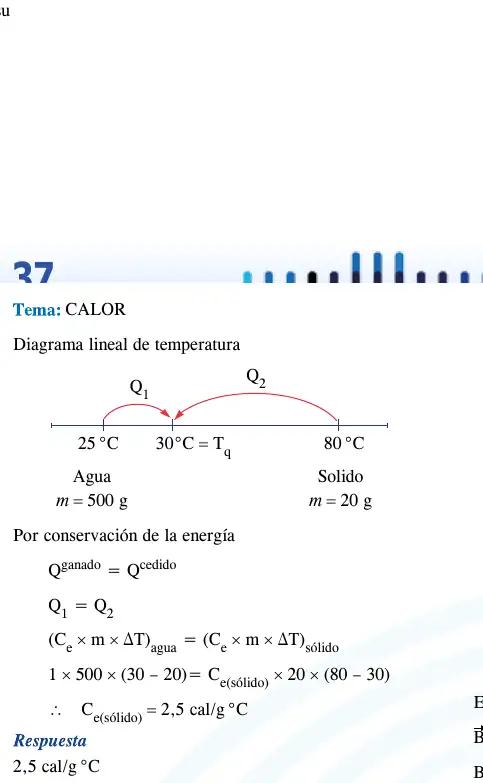 su
37
Tema: CALOR
Diagrama lineal de temperatura
Q1 Q2
25 °C 30°C = Tq 80 °C
Agua Solido
m = 500 g m = 20 g
Por conservación de la energía
Qganado = Qcedido
Q1 = Q2
(Ce × m × ΔT)agua = (Ce × m × ΔT)sólido
1 × 500 × (30 – 20)= Ce(sólido) × 20 × (80 – 30)
∴ Ce(sólido) = 2,5 cal/g °C
E
Respuesta
B
2,5 cal/g °C
B